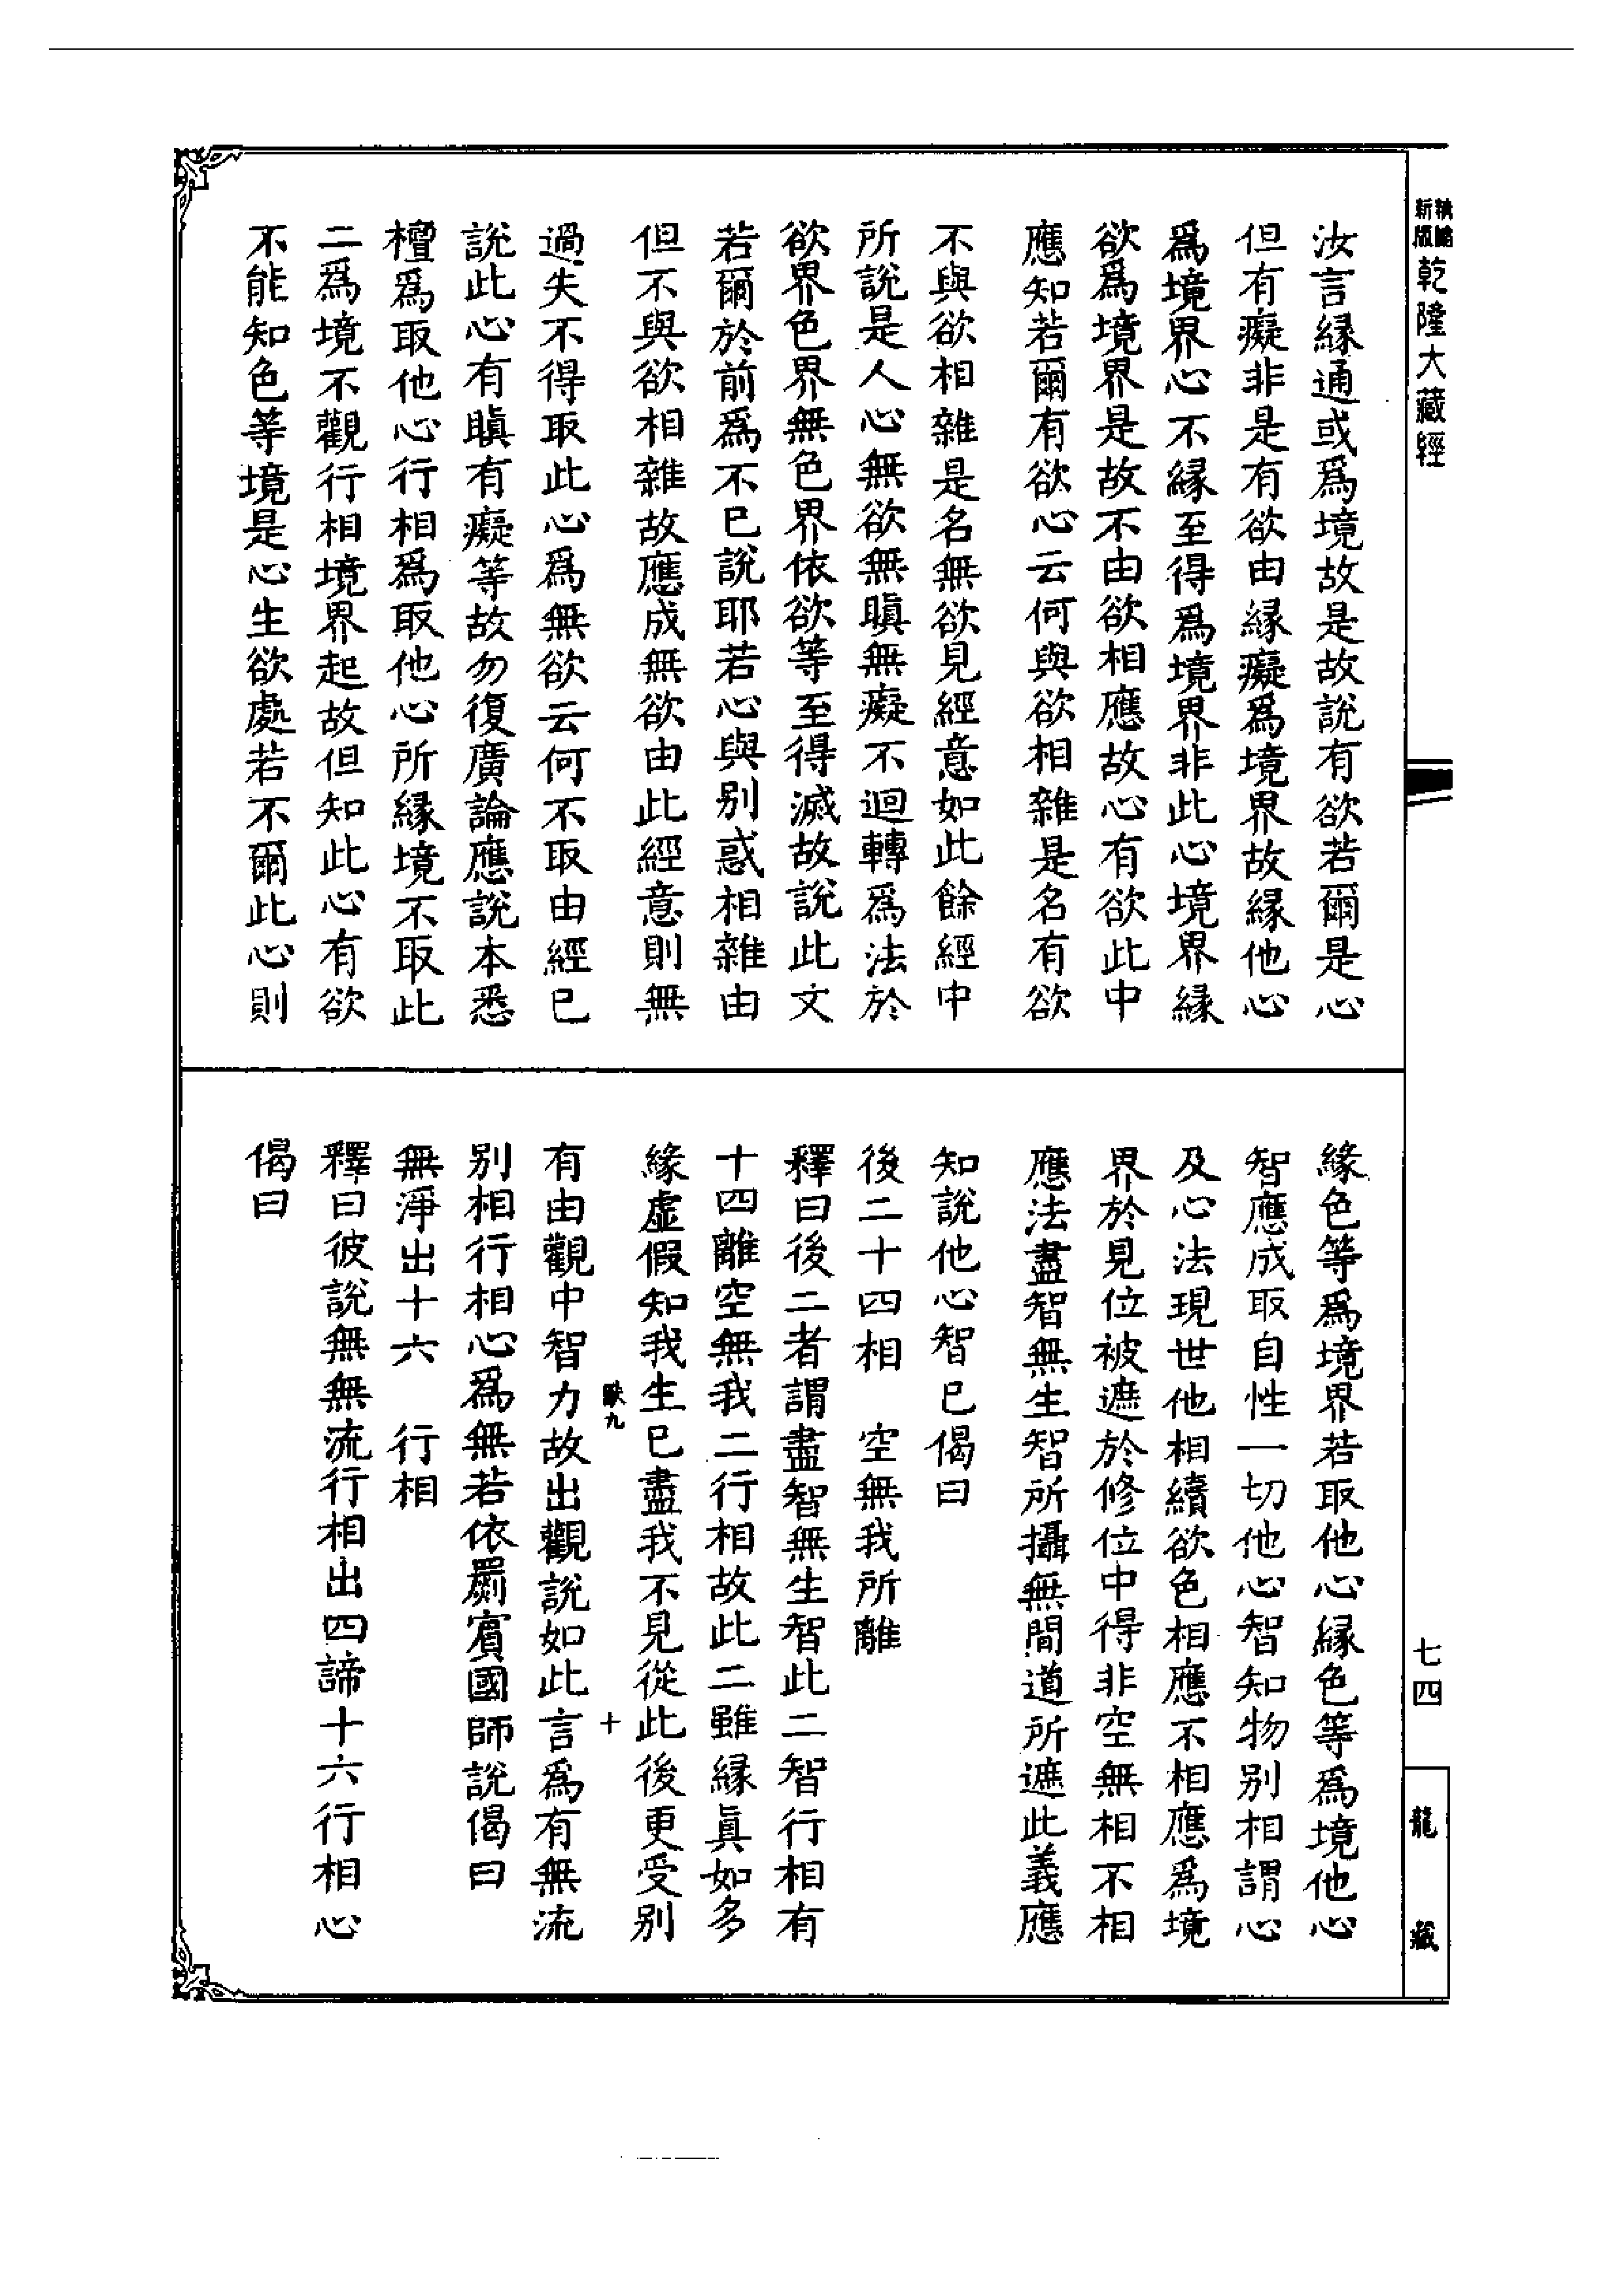 新版
乾隆大藏經
汝言緣通或爲境故是故說有欲若爾是心
但有癡非是有欲由緣癡爲境界故緣他心
爲境界心不緣至得爲境界非此心境界緣
欲爲境界是故不由欲相應故心有欲此中
應知若爾有欲心云何與欲相雜是名有欲
不與欲相雜是名無欲見經意如此餘經中
所說是人心無欲無瞋無癡不迴轉爲法於
欲界色界無色界依欲等至得滅故說此文
若爾於前爲不已說耶若心與別惑相雜由
但不與欲相雜故應成無欲由此經意則無
過失不得取此心爲無欲云何不取由經已
說此心有瞋有癡等故勿復廣論應說本悉
檀爲取他心行相爲取他心所緣境不取此
二爲境不觀行相境界起故但知此心有欲
不能知色等境是心生欲處若不爾此心則
緣色等爲境界若取他心緣色等爲境他心
智應成取自性一切他心智知物別相謂心
及心法現世他相續欲色相應不相應爲境
界於見位被遮於修位中得非空無相不相
應法盡智無生智所攝無間道所遮此義應
知說他心智已偈曰
後二十四相　空無我所離
釋曰後二者謂盡智無生智此二智行相有
十四離空無我二行相故此二雖緣真如多
緣虛假知我生已盡我不見從此後更受別
九
十
有由觀中智力故出觀說如此言爲有無流
別相行相心爲無若依罽賓國師說偈曰
無淨出十六　行相
釋曰彼說無無流行相出四諦十六行相心
偈曰
七四
龍藏